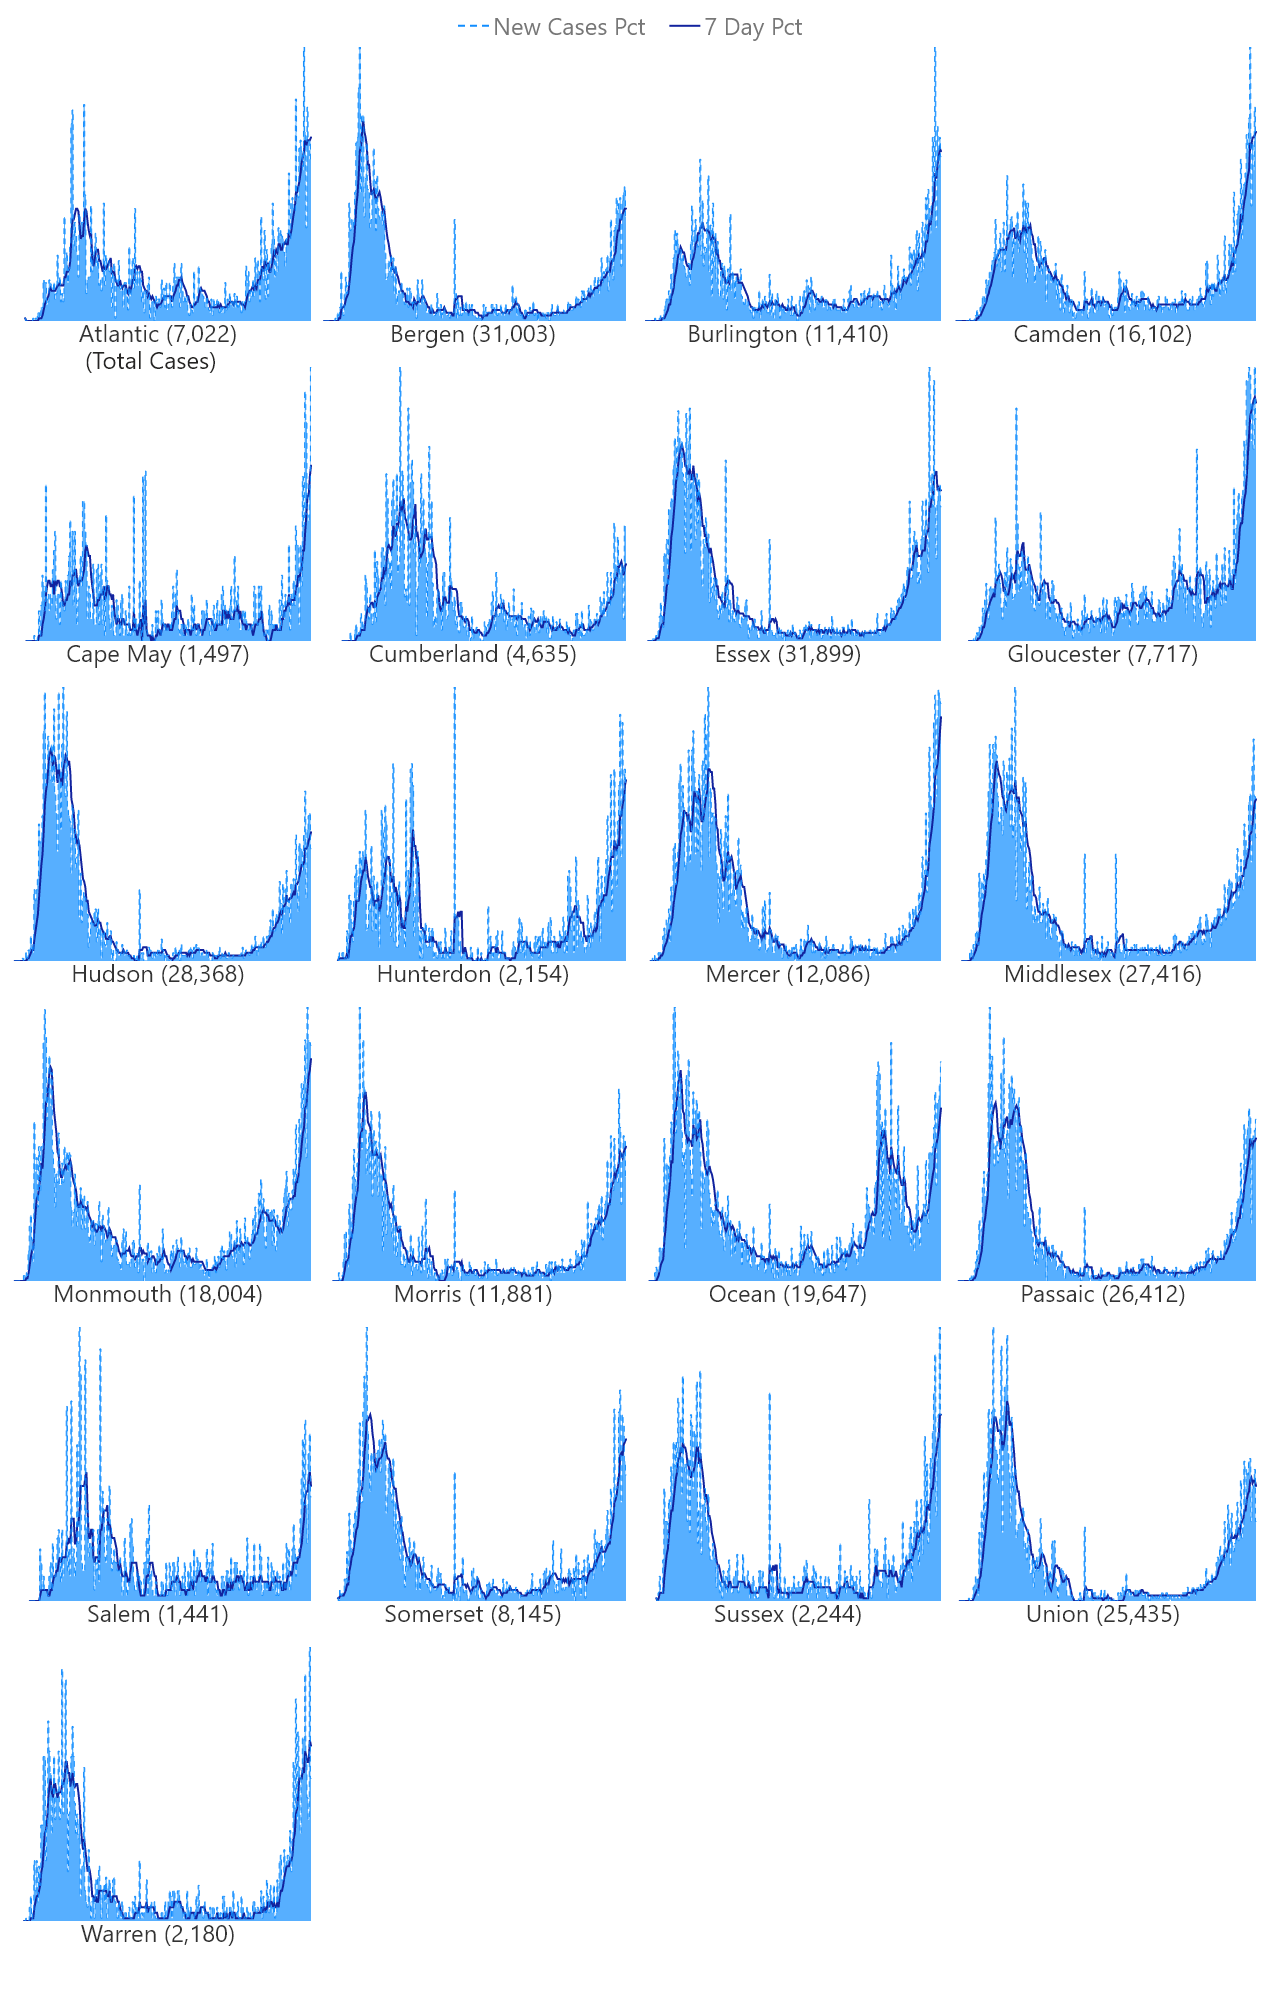 New Cases Pct 7 Day Pct
Atlantic (7,022) Bergen (31,003) Burlington (11,410) Camden (16,102)
(Total Cases)
Cape May (1,497) Cumberland (4,635) Essex (31,899) Gloucester (7,717)
Hudson (28,368) Hunterdon (2,154) Mercer (12,086) Middlesex (27,416)
Monmouth (18,004) Morris (11,881) Ocean (19,647) Passaic (26,412)
Salem (1,441) Somerset (8,145) Sussex (2,244) Union (25,435)
Warren (2,180)